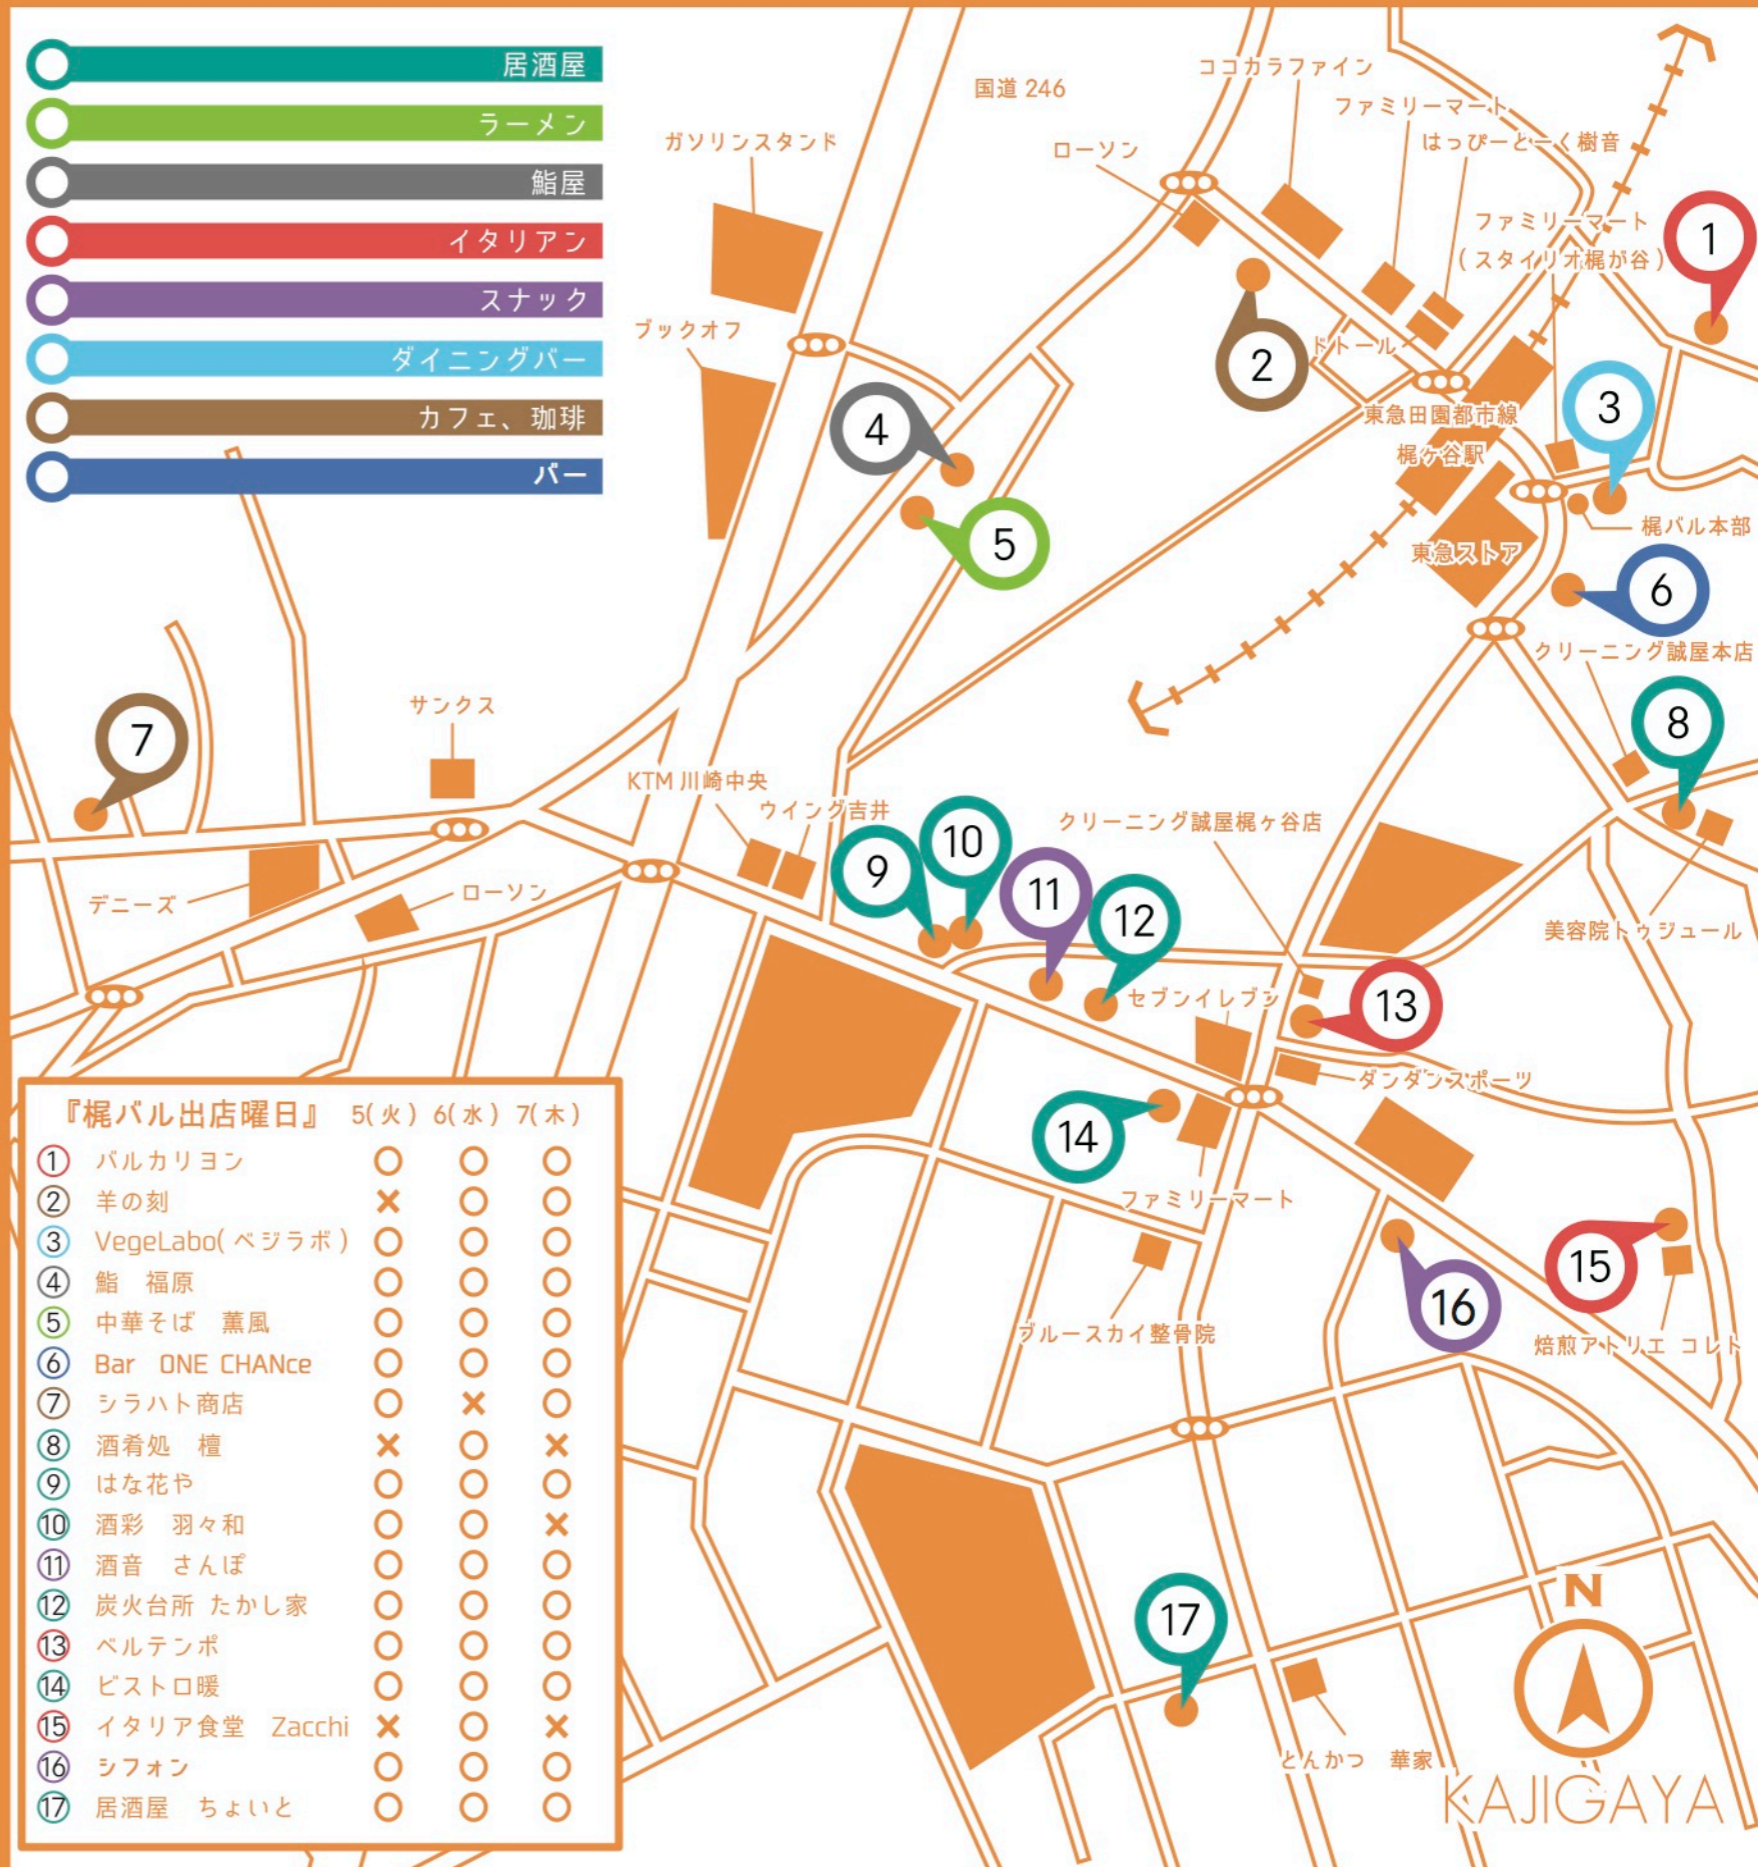 居酒屋
ラーメン
鮨屋
イタリアン
スナック
ダイニングバー
カフェ、珈琲
バー
国道 246
ココカラファイン
ファミリーマート
はっぴーとーく樹音
ローソン
ガソリンスタンド
ファミリーマート
(スタイリオ梶が谷)
1
ブックオフ
ドトール
2
3
4
東急田園都市線
梶ヶ谷駅
梶バル本部
5
東急ストア
6
クリーニング誠屋本店
サンクス
7
8
KTM 川崎中央
ウイング吉井
クリーニング誠屋梶ヶ谷店
9
10
11
12
デニーズ
ローソン
美容院トゥジュール
セブンイレブン
13
ダンダンスポーツ
14
ファミリーマート
15
16
ブルースカイ整骨院
焙煎アトリエ コレト
17
とんかつ 華家
N
KAJIGAYA
『梶バル出店曜日』 5(火) 6(水) 7(木)
① バルカリヨン ○ ○ ○
② 羊の刻 × ○ ○
③ VegeLabo(ベジラボ) ○ ○ ○
④ 鮨 福原 ○ ○ ○
⑤ 中華そば 薫風 ○ ○ ○
⑥ Bar ONE CHANce ○ ○ ○
⑦ シラハト商店 ○ × ○
⑧ 酒肴処 檀 × ○ ×
⑨ はな花や ○ ○ ○
⑩ 酒彩 羽々和 ○ ○ ×
⑪ 酒音 さんぽ ○ ○ ○
⑫ 炭火台所 たかし家 ○ ○ ○
⑬ ベルテンポ ○ ○ ○
⑭ ビストロ暖 ○ ○ ○
⑮ イタリア食堂 Zacchi × ○ ×
⑯ シフォン ○ ○ ○
⑰ 居酒屋 ちょいと ○ ○ ○